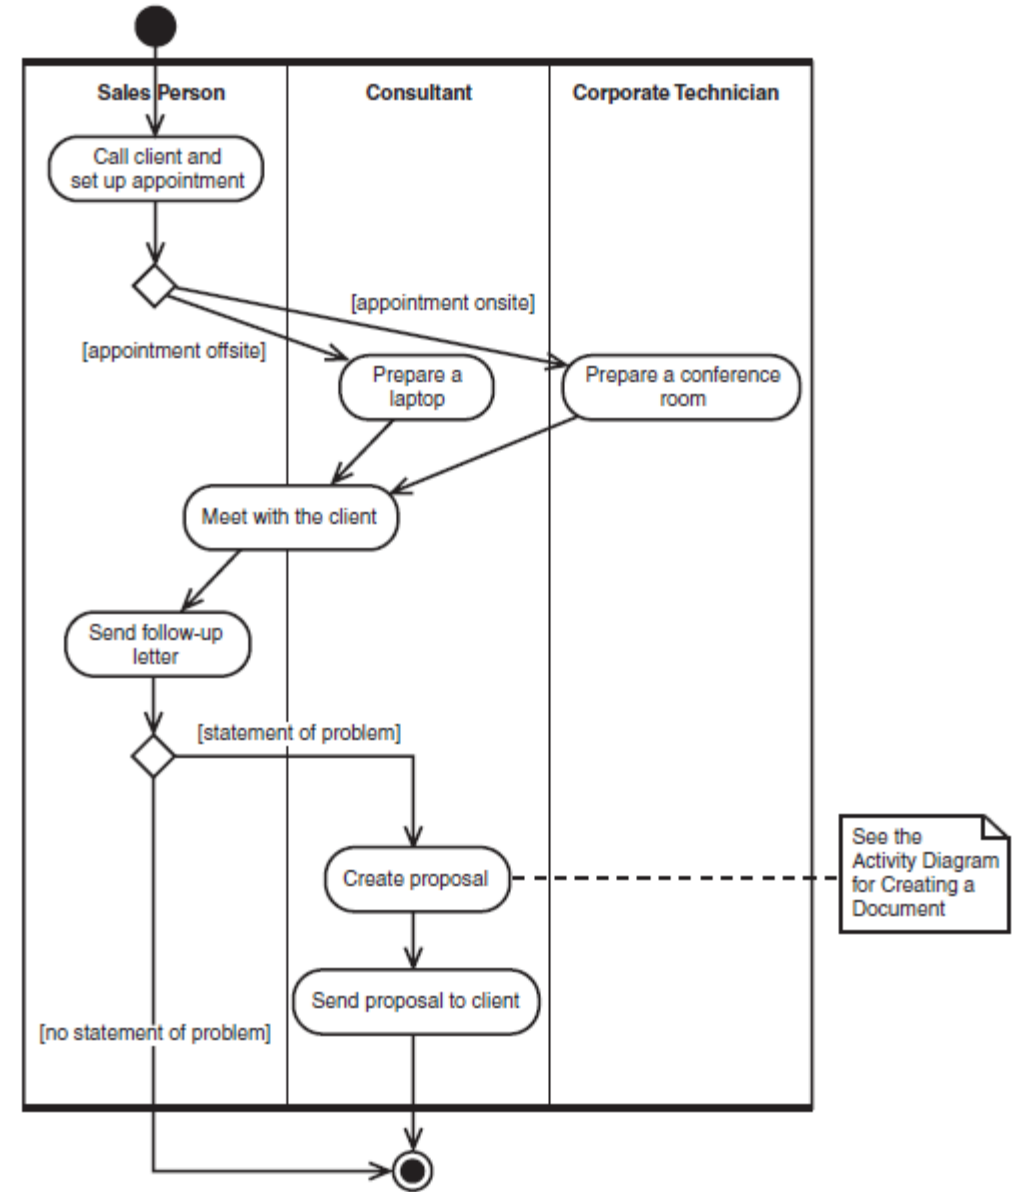 Sales Person
Consultant
Corporate Technician
Call client and
set up appointment
[appointment onsite]
[appointment offsite]
Prepare a
laptop
Prepare a conference
room
Meet with the client
Send follow-up
letter
[statement of problem]
See the
Activity Diagram
for Creating a
Document
Create proposal
Send proposal to client
[no statement of problem]